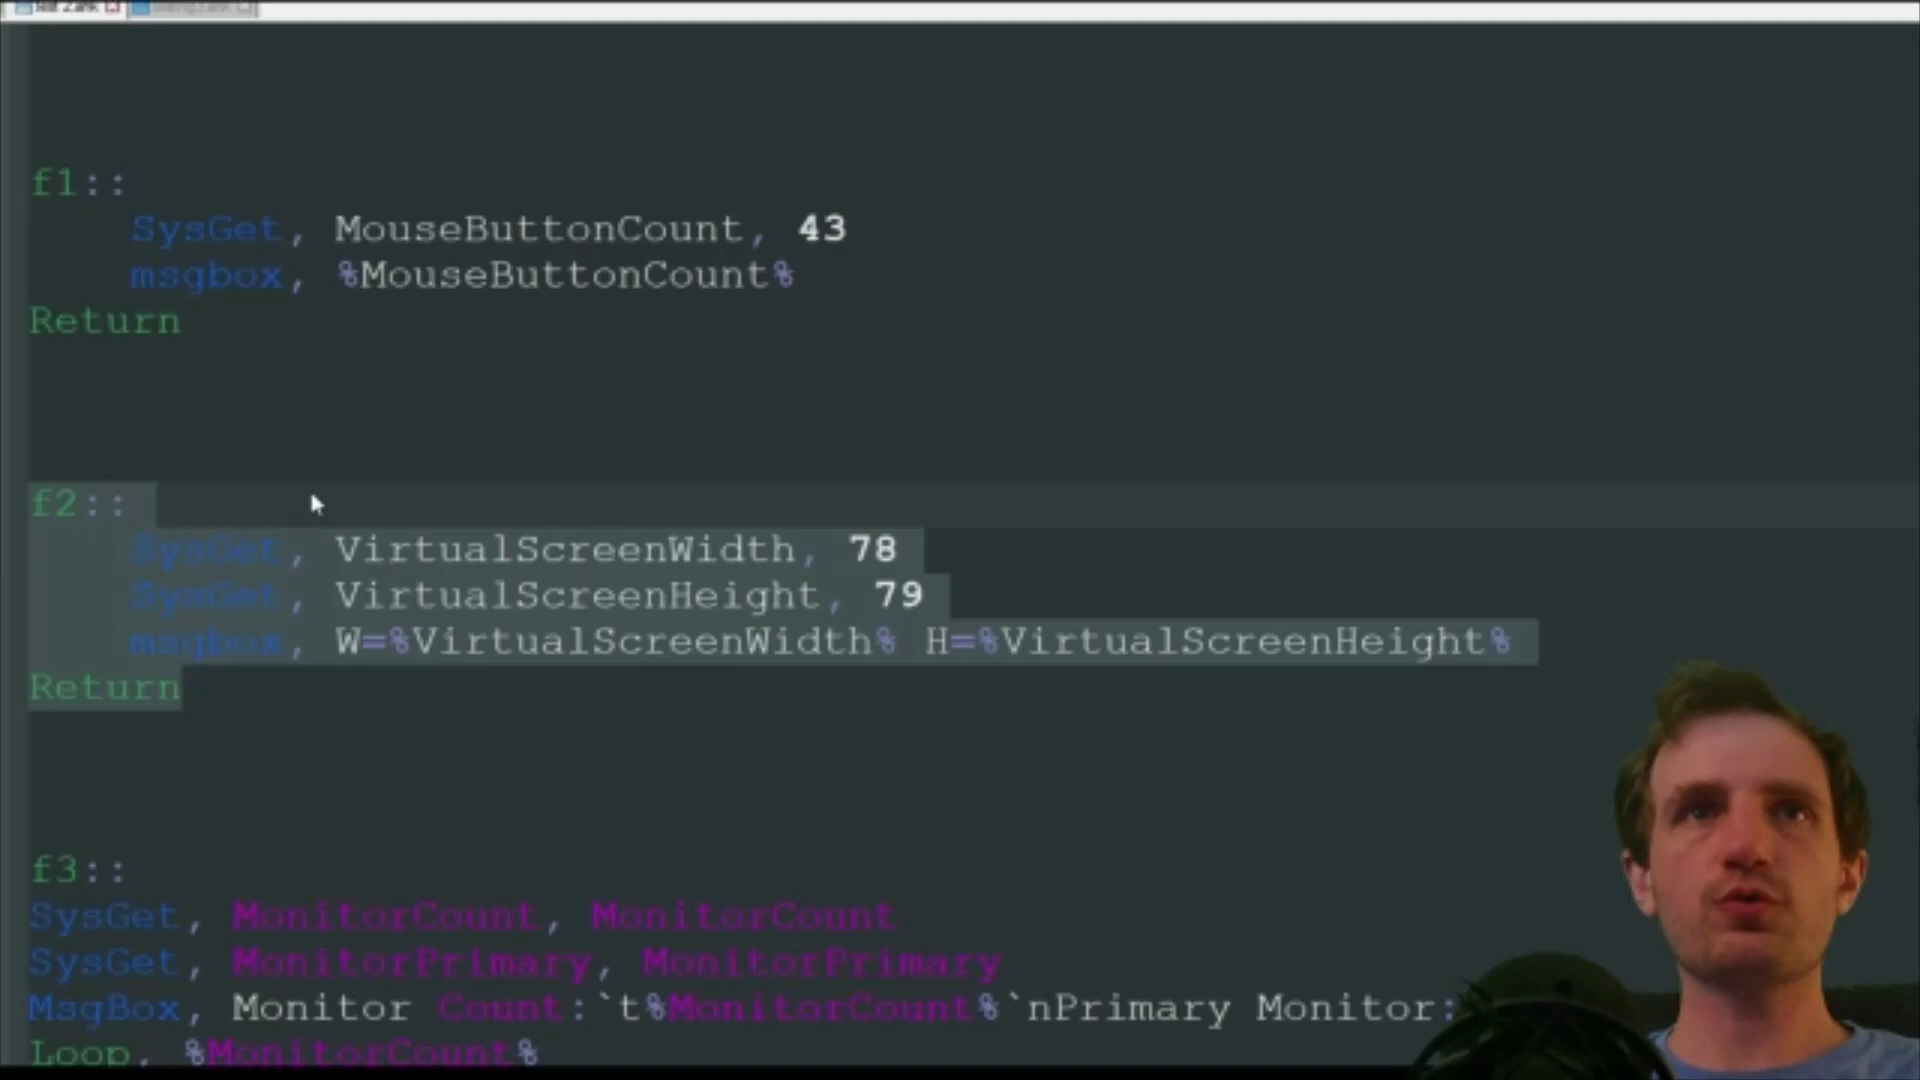 f1::
SysGet, MouseButtonCount, 43
msgbox, %MouseButtonCount%
Return
f2::
SysGet, VirtualScreenWidth, 78
SysGet, VirtualScreenHeight, 79
msgbox, W=%VirtualScreenWidth% H=%VirtualScreenHeight%
Return
f3::
SysGet, MonitorCount, MonitorCount
SysGet, MonitorPrimary, MonitorPrimary
MsgBox, Monitor Count:`t%MonitorCount%`nPrimary Monitor:
Loop, %MonitorCount%